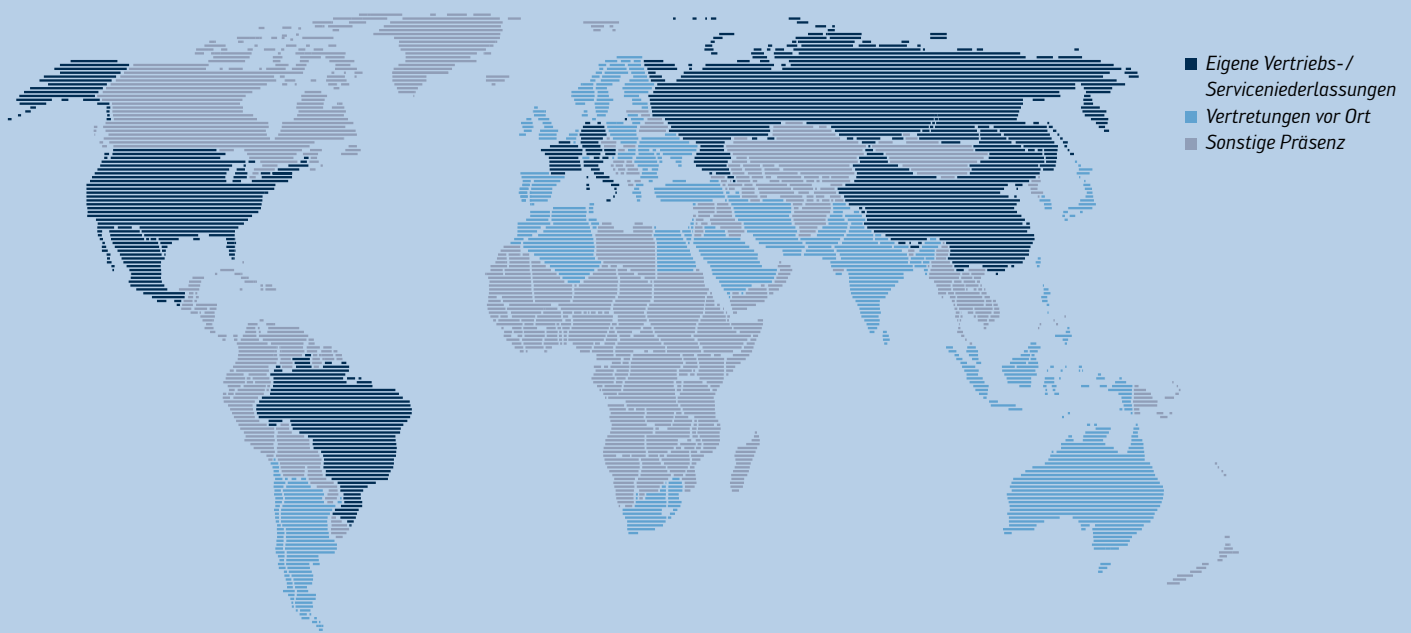 Eigene Vertriebs-/
Serviceniederlassungen
Vertretungen vor Ort
Sonstige Präsenz